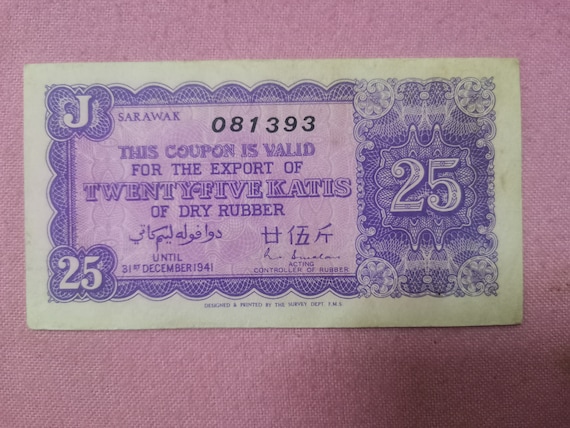 J
SARAWAK
081393
THIS COUPON IS VALID
FOR THE EXPORT OF
TWENTY-FIVE KATIS
OF DRY RUBBER
دوا ڤوله ليم كاتي
廿伍斤
UNTIL
31ST DECEMBER 1941
ACTING
CONTROLLER OF RUBBER
25
25
DESIGNED & PRINTED BY THE SURVEY DEPT. F.M.S.